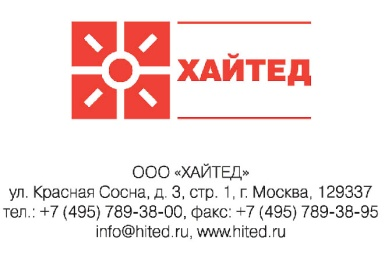 ХАЙТЕД
ООО «ХАЙТЕД»
ул. Красная Сосна, д. 3, стр. 1, г. Москва, 129337
тел.: +7 (495) 789-38-00, факс: +7 (495) 789-38-95
info@hited.ru, www.hited.ru